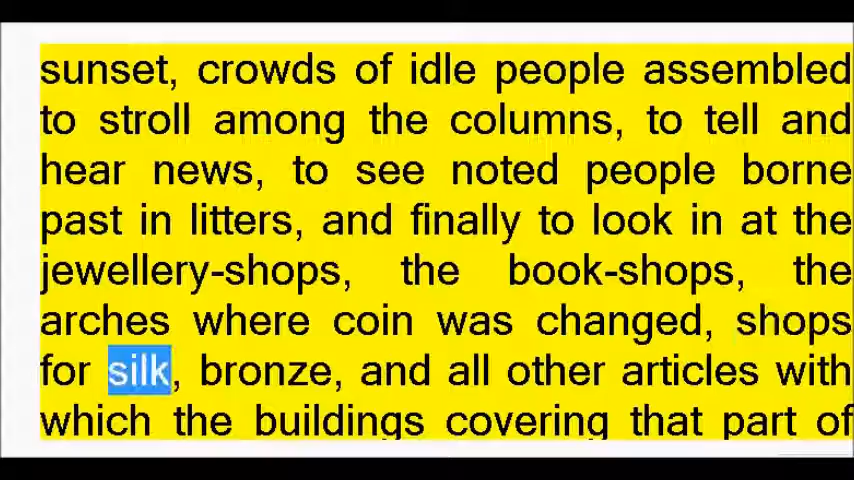 sunset, crowds of idle people assembled
to stroll among the columns, to tell and
hear news, to see noted people borne
past in litters, and finally to look in at the
jewellery-shops, the book-shops, the
arches where coin was changed, shops
for silk, bronze, and all other articles with
which the buildings covering that part of